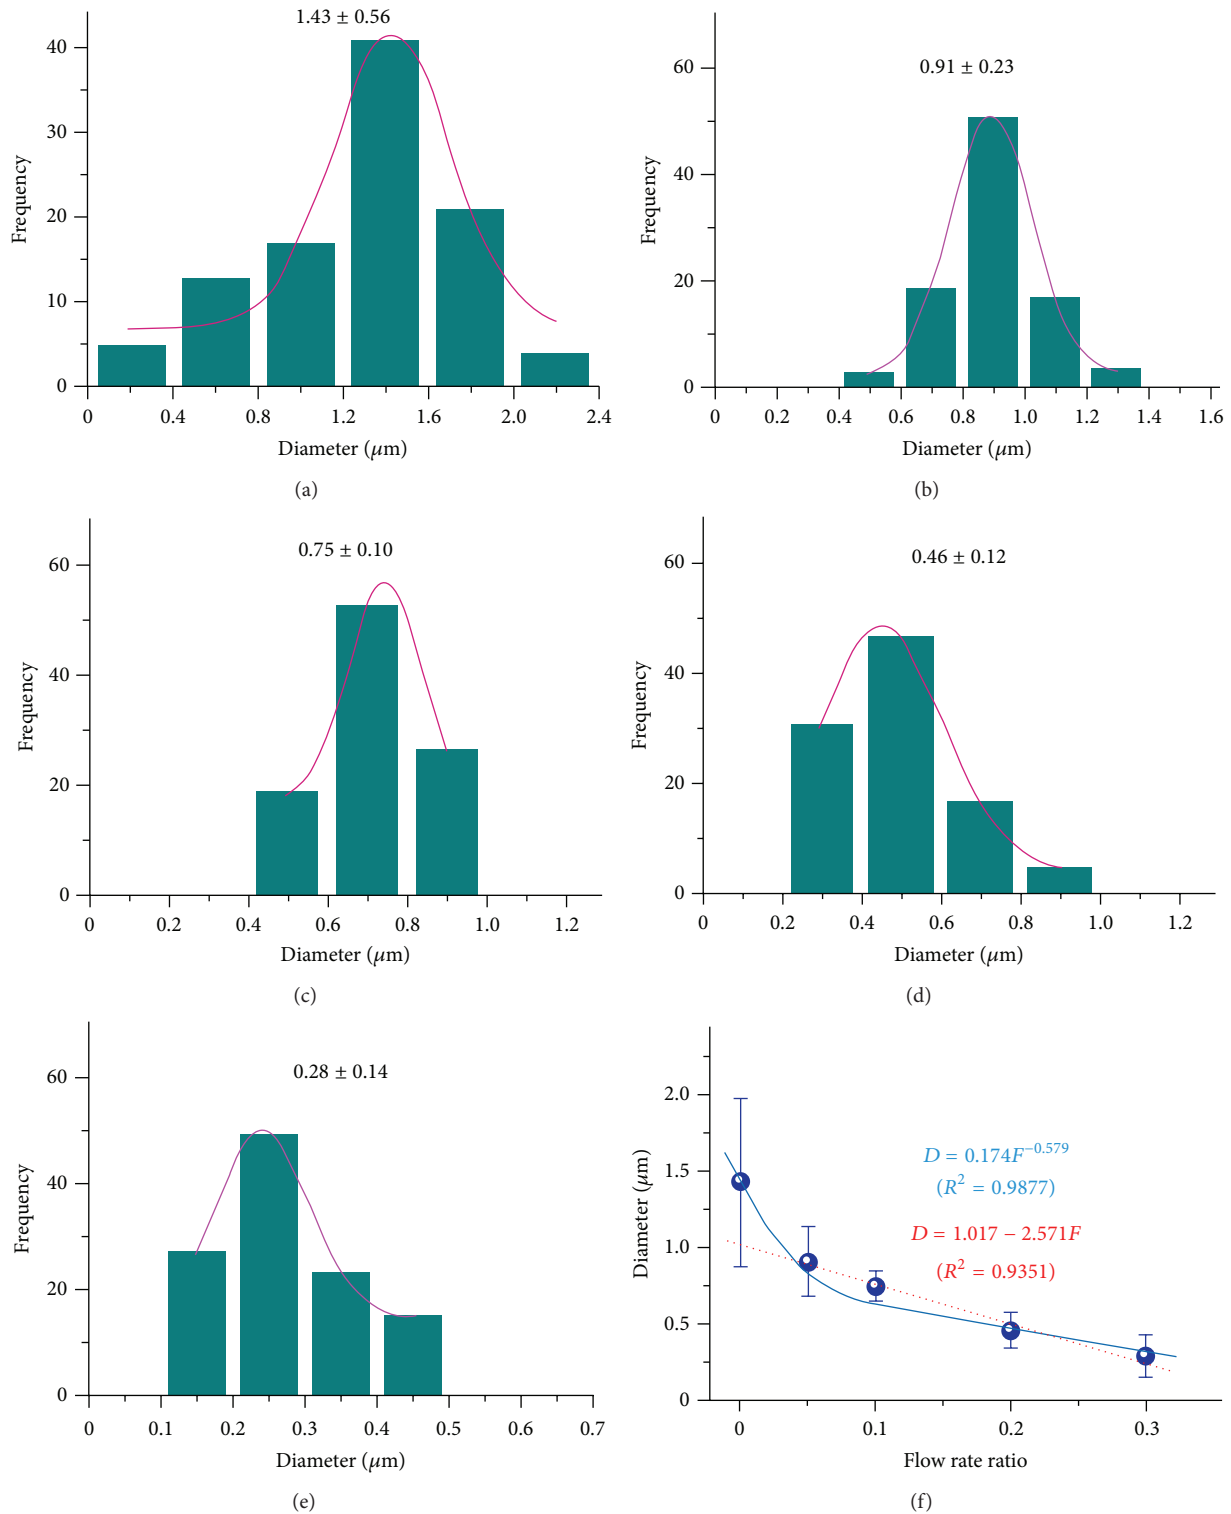 1.43 ± 0.56
40
30
20
10
0
Frequency
0 0.4 0.8 1.2 1.6 2.0 2.4
Diameter (μm)
(a)
0.91 ± 0.23
60
40
20
0
Frequency
0 0.2 0.4 0.6 0.8 1.0 1.2 1.4 1.6
Diameter (μm)
(b)
0.75 ± 0.10
60
40
20
0
Frequency
0 0.2 0.4 0.6 0.8 1.0 1.2
Diameter (μm)
(c)
0.46 ± 0.12
60
40
20
0
Frequency
0 0.2 0.4 0.6 0.8 1.0 1.2
Diameter (μm)
(d)
0.28 ± 0.14
60
40
20
0
Frequency
0 0.1 0.2 0.3 0.4 0.5 0.6 0.7
Diameter (μm)
(e)
2.0
1.5
1.0
0.5
0
Diameter (μm)
D = 0.174F⁻⁰·⁵⁷⁹
(R² = 0.9877)
D = 1.017 − 2.571F
(R² = 0.9351)
0 0.1 0.2 0.3
Flow rate ratio
(f)